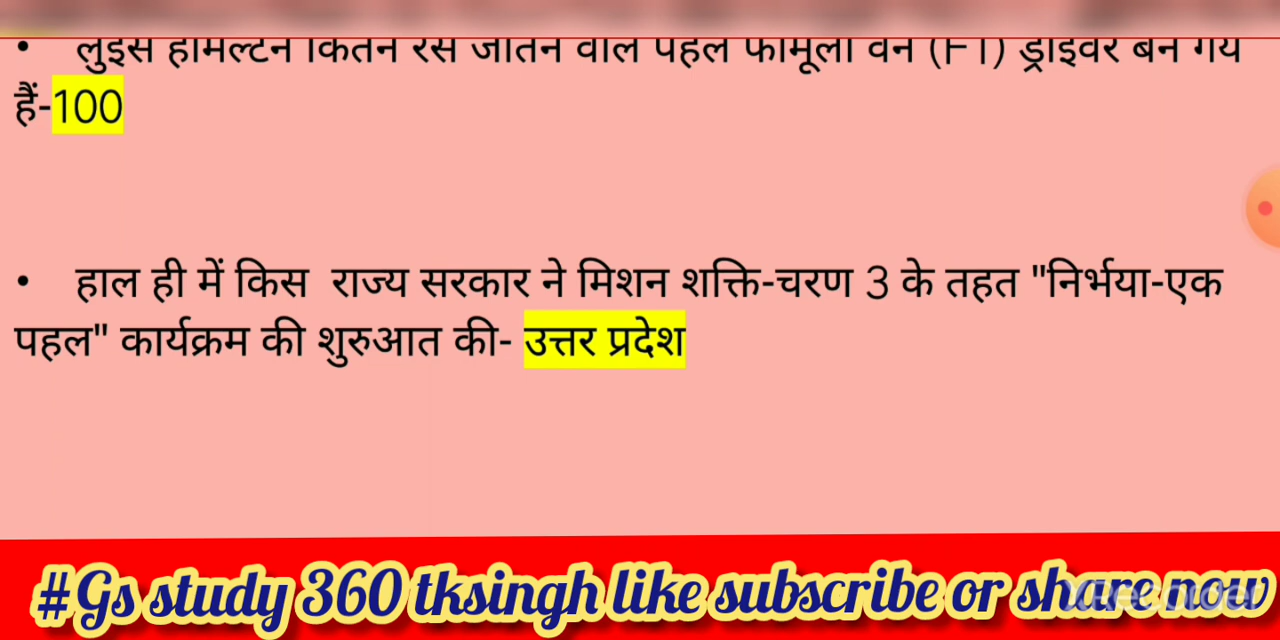 • लुइस हैमिल्टन कितने रेस जीतने वाले पहले फॉर्मूला वन (F1) ड्राइवर बन गये
हैं-100
• हाल ही में किस राज्य सरकार ने मिशन शक्ति-चरण 3 के तहत "निर्भया-एक
पहल" कार्यक्रम की शुरुआत की- उत्तर प्रदेश
#Gs study 360 tksingh like subscribe or share now
XRecorder